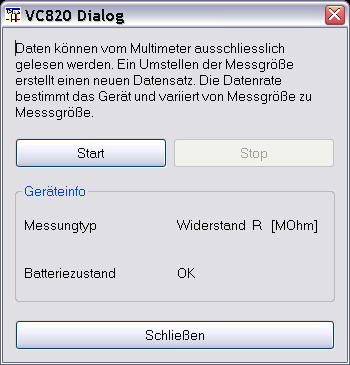 VC820 Dialog
Daten können vom Multimeter ausschliesslich
gelesen werden. Ein Umstellen der Messgröße
erstellt einen neuen Datensatz. Die Datenrate
bestimmt das Gerät und variiert von Messgröße zu
Messsgröße.
Start Stop
Geräteinfo
Messungtyp Widerstand R [MOhm]
Batteriezustand OK
Schließen